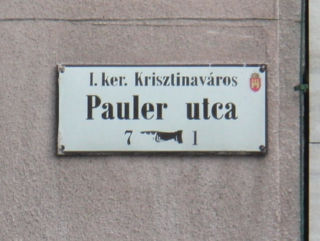 I. ker. Krisztinaváros
Pauler utca
7 1